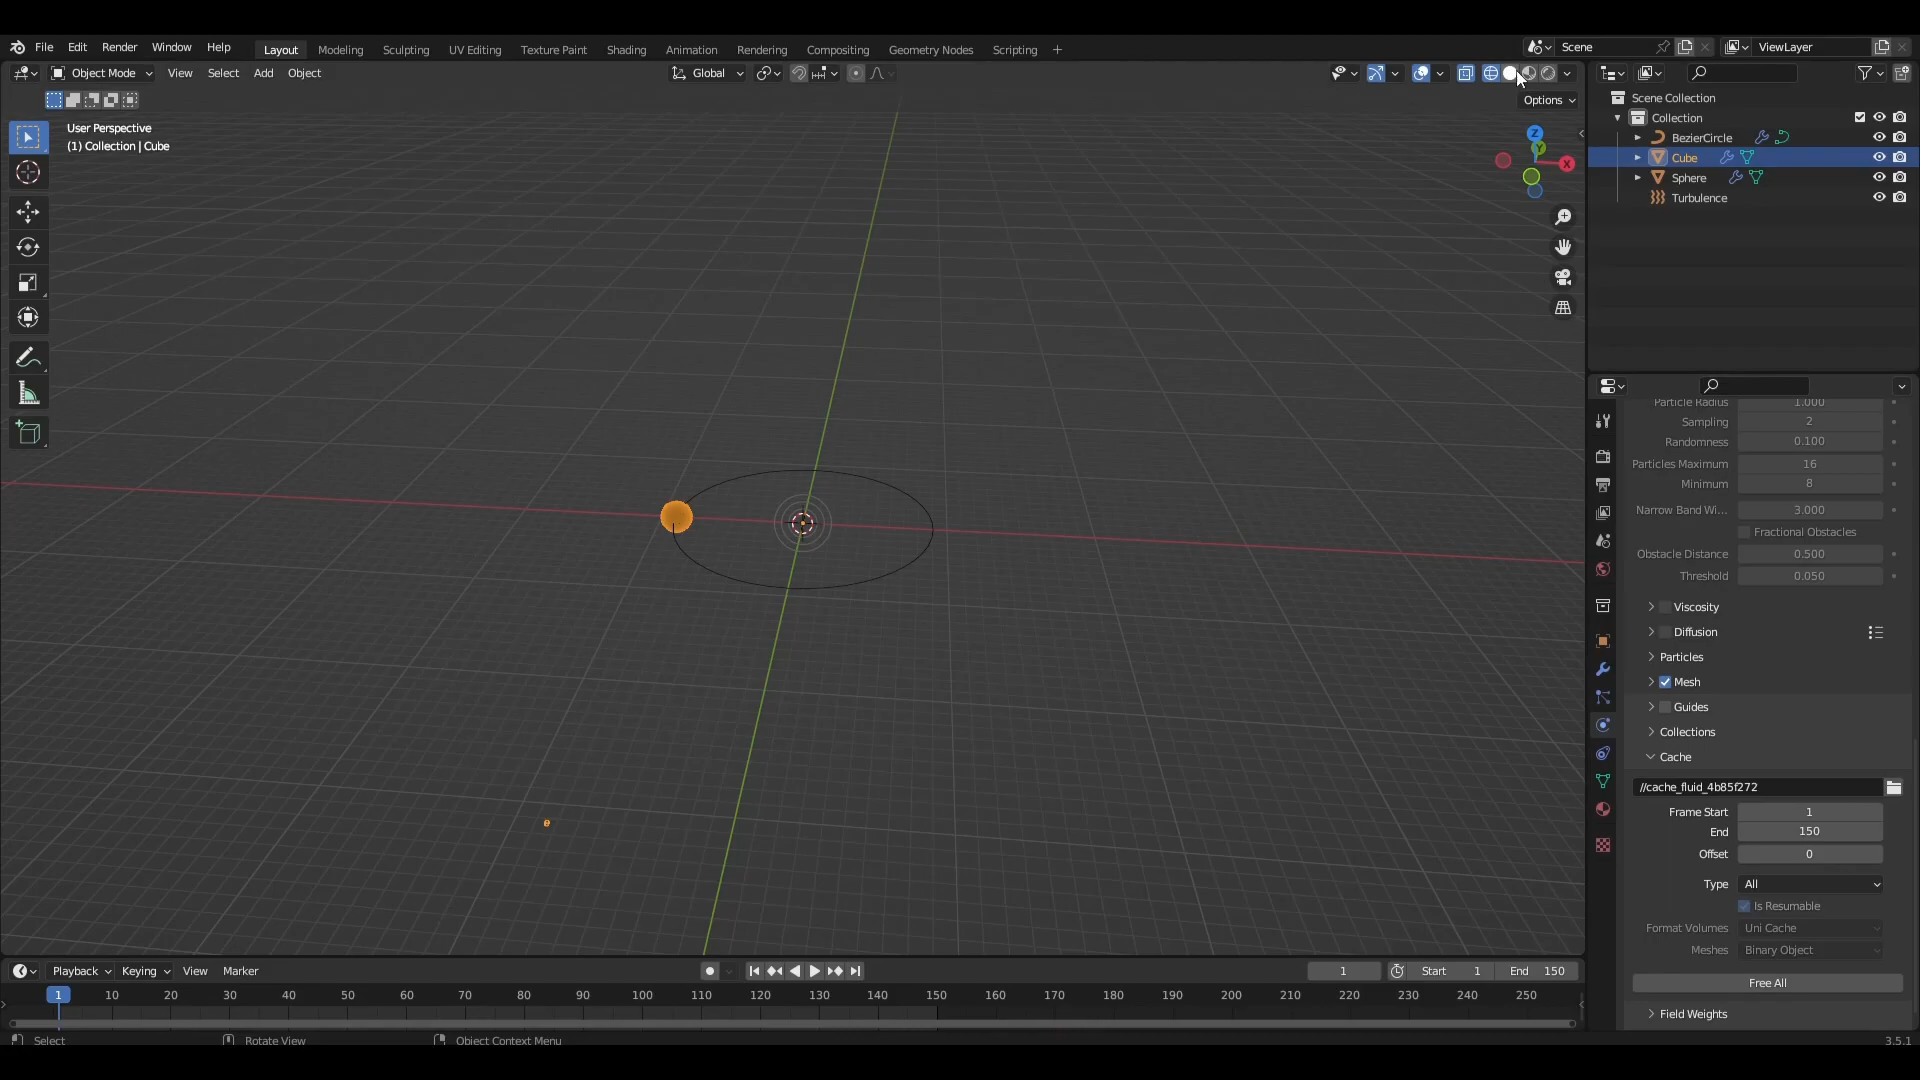 File Edit Render Window Help Layout Modeling Sculpting UV Editing Texture Paint Shading Animation Rendering Compositing Geometry Nodes Scripting + Scene ViewLayer
Object Mode View Select Add Object Global
Options
User Perspective
(1) Collection | Cube
Z
Y
X
Scene Collection
Collection
BezierCircle
Cube
Sphere
Turbulence
Particle Radius 1.000
Sampling 2
Randomness 0.100
Particles Maximum 16
Minimum 8
Narrow Band Wi... 3.000
Fractional Obstacles
Obstacle Distance 0.500
Threshold 0.050
Viscosity
Diffusion
Particles
Mesh
Guides
Collections
Cache
//cache_fluid_4b85f272
Frame Start 1
End 150
Offset 0
Type All
Is Resumable
Format Volumes Uni Cache
Meshes Binary Object
Free All
Field Weights
Playback Keying View Marker 1 Start 1 End 150
1 10 20 30 40 50 60 70 80 90 100 110 120 130 140 150 160 170 180 190 200 210 220 230 240 250
Select Rotate View Object Context Menu 3.5.1